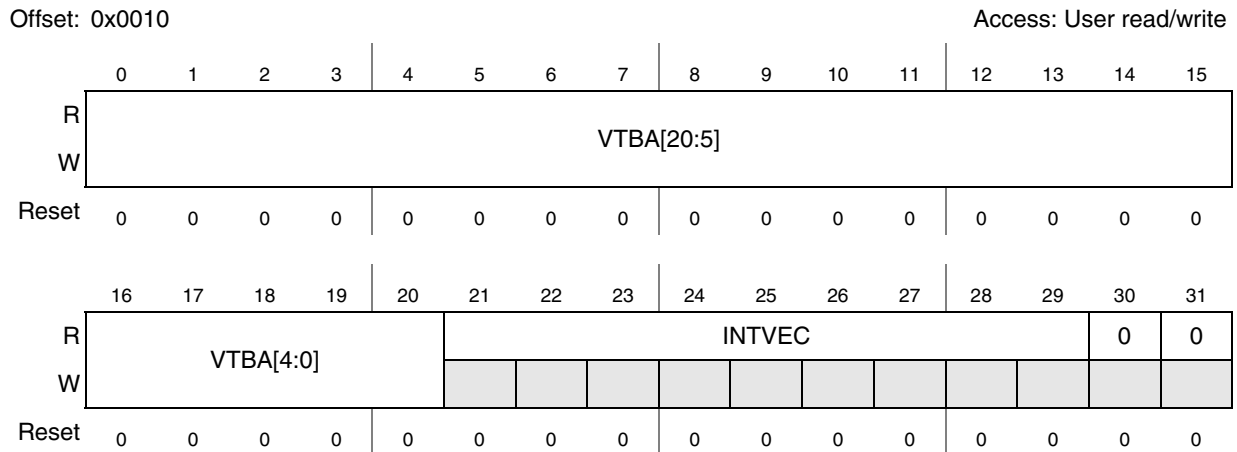 Offset: 0x0010 Access: User read/write
0 1 2 3 4 5 6 7 8 9 10 11 12 13 14 15
R
VTBA[20:5]
W
Reset 0 0 0 0 0 0 0 0 0 0 0 0 0 0 0 0
16 17 18 19 20 21 22 23 24 25 26 27 28 29 30 31
R INTVEC 0 0
VTBA[4:0]
W
Reset 0 0 0 0 0 0 0 0 0 0 0 0 0 0 0 0